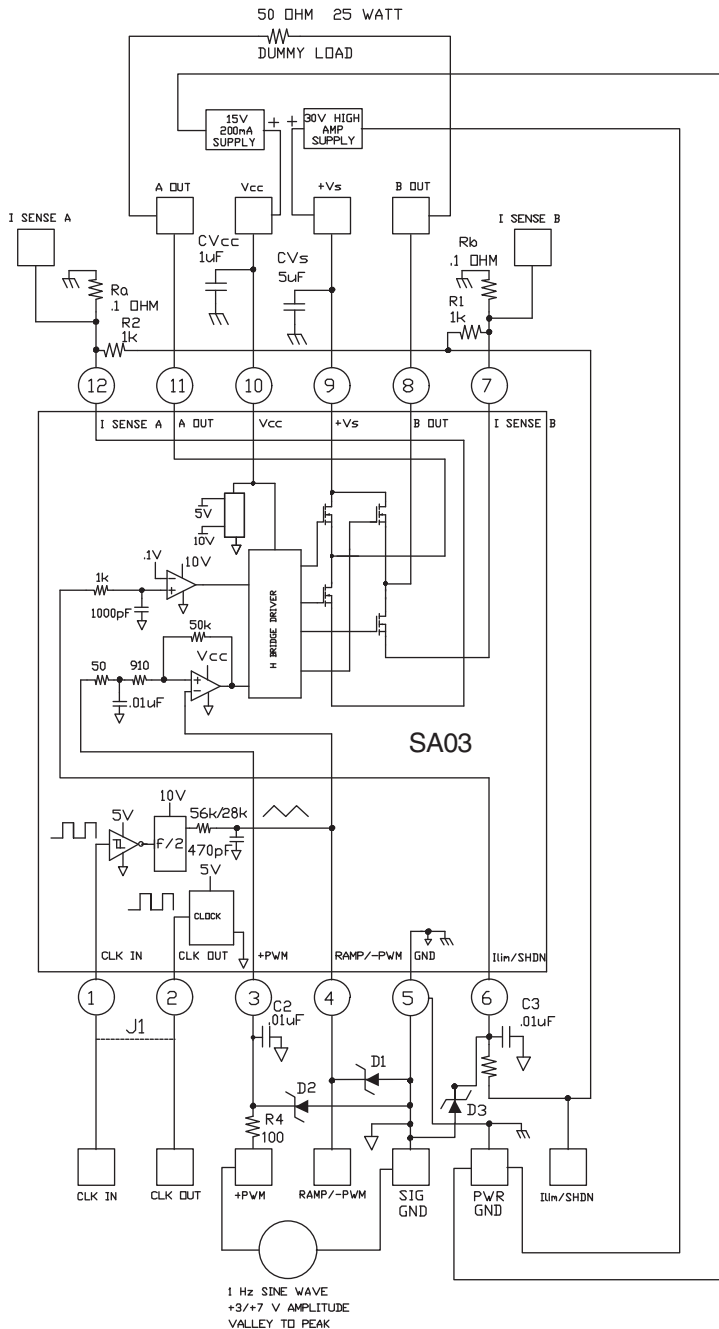 50 OHM 25 WATT
DUMMY LOAD
15V
200mA
SUPPLY
+ +
30V HIGH
AMP
SUPPLY
A OUT
Vcc
+Vs
B OUT
I SENSE A
I SENSE B
CVcc
1uF
CVs
5uF
Ra
.1 OHM
R2
1k
Rb
.1 OHM
R1
1k
12
11
10
9
8
7
I SENSE A
A OUT
Vcc
+Vs
B OUT
I SENSE B
5V
10V
.1V
10V
1k
1000pF
H BRIDGE DRIVER
50k
50
910
Vcc
.01uF
SA03
10V
5V
56k/28k
f/2
470pF
5V
CLOCK
CLK IN
CLK OUT
+PWM
RAMP/-PWM
GND
Ilim/SHDN
1
2
3
4
5
6
J1
C2
.01uF
C3
.01uF
D1
D2
D3
R4
100
CLK IN
CLK OUT
+PWM
RAMP/-PWM
SIG
GND
PWR
GND
Ilim/SHDN
1 Hz SINE WAVE
+3/+7 V AMPLITUDE
VALLEY TO PEAK